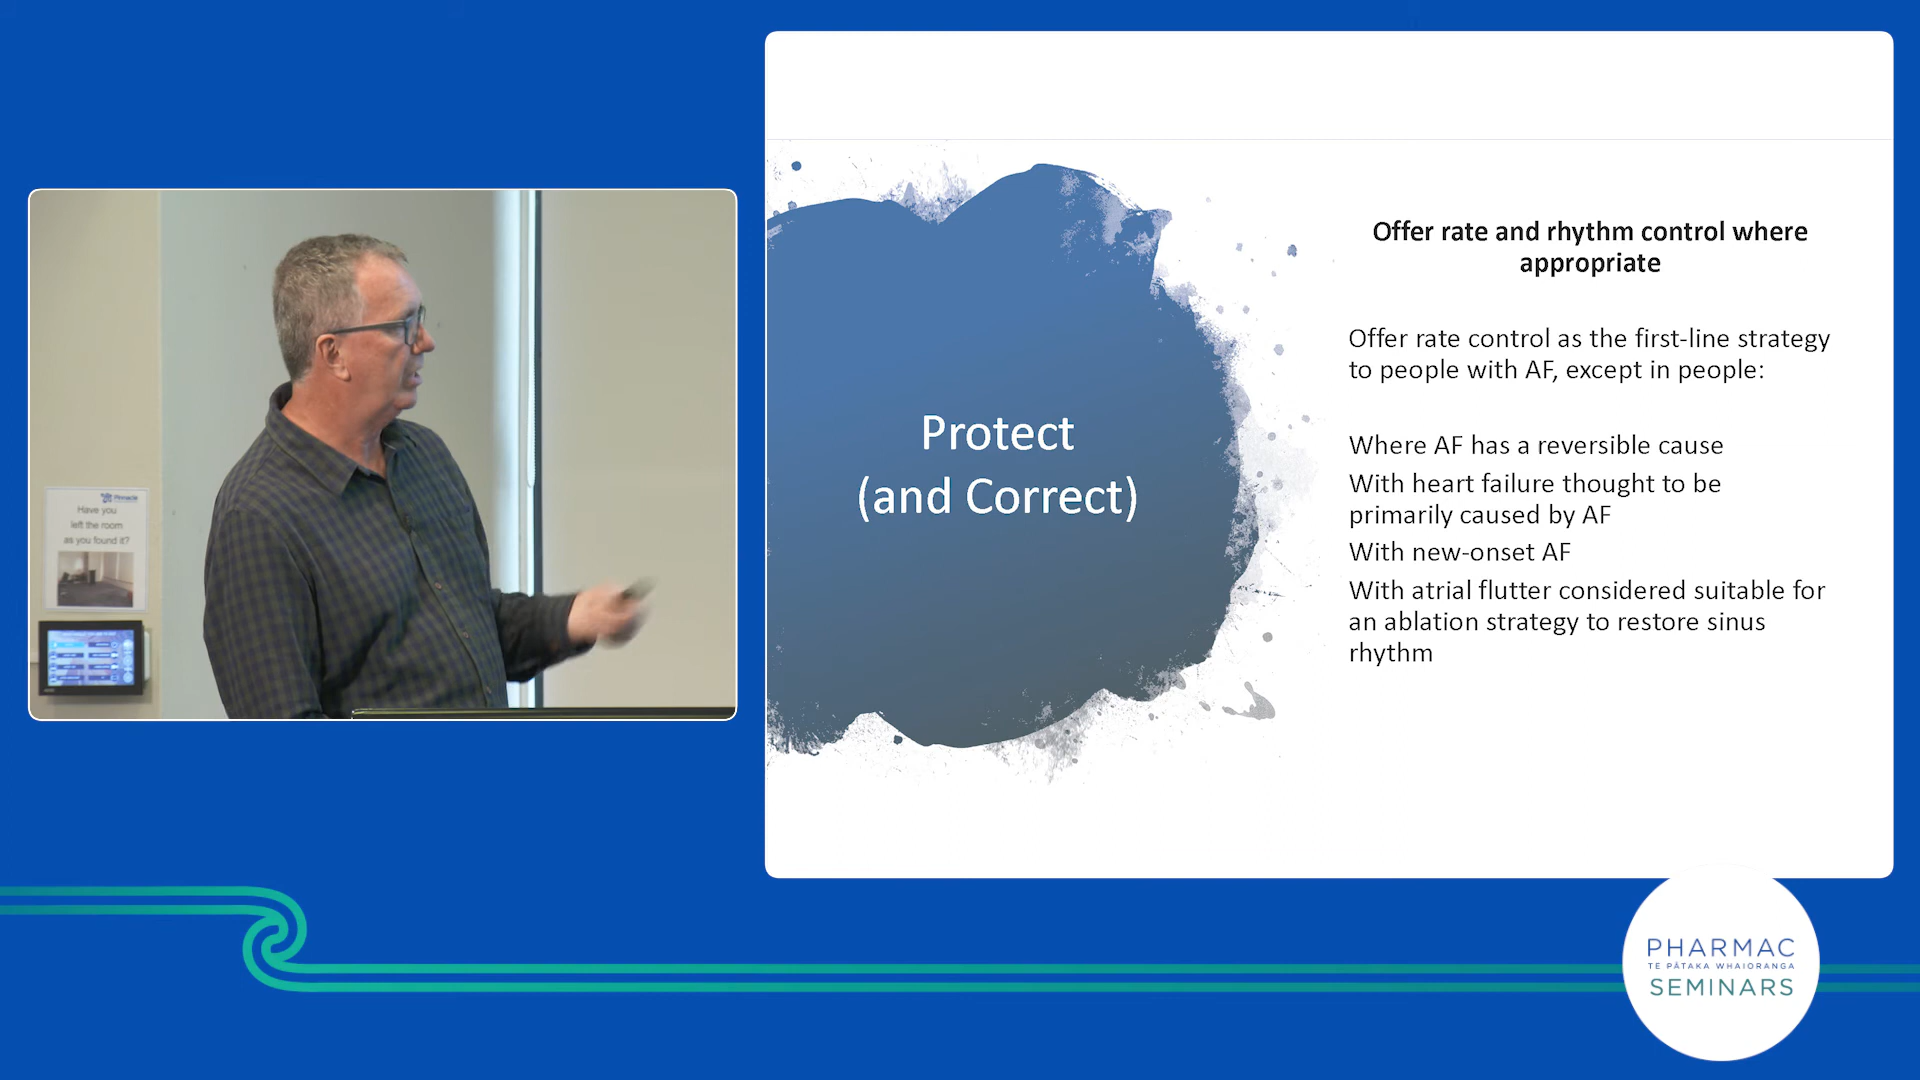 Pinnacle
Have you
left the room
as you found it?
Protect
(and Correct)
Offer rate and rhythm control where
appropriate
Offer rate control as the first-line strategy
to people with AF, except in people:
Where AF has a reversible cause
With heart failure thought to be
primarily caused by AF
With new-onset AF
With atrial flutter considered suitable for
an ablation strategy to restore sinus
rhythm
PHARMAC
TE PĀTAKA WHAIORANGA
SEMINARS